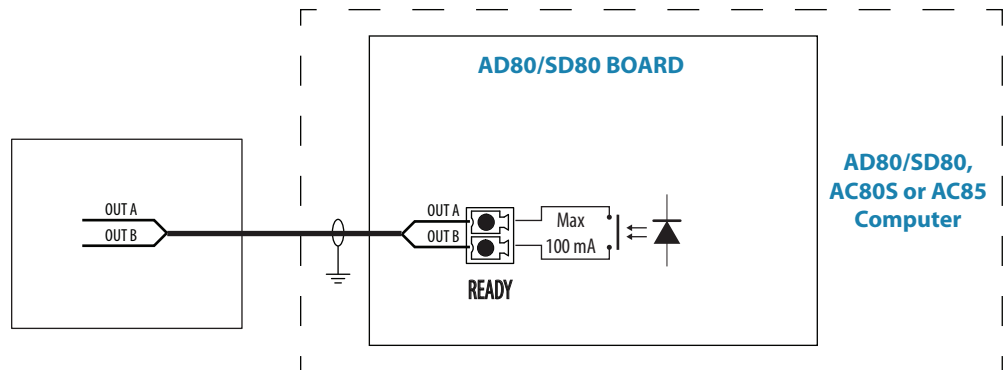 AD80/SD80 BOARD
AD80/SD80,
AC80S or AC85
Computer
OUT A
OUT B
OUT A
OUT B
Max
100 mA
READY